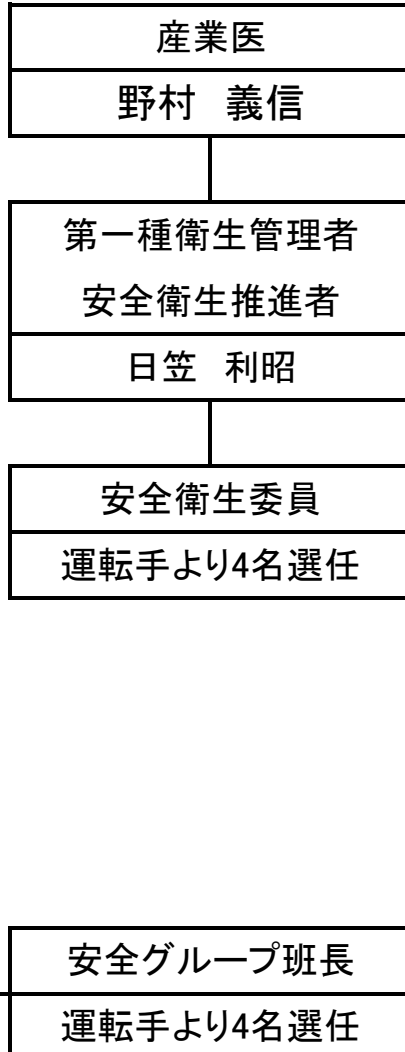 産業医
野村　義信
第一種衛生管理者
安全衛生推進者
日笠　利昭
安全衛生委員
運転手より4名選任
安全グループ班長
運転手より4名選任